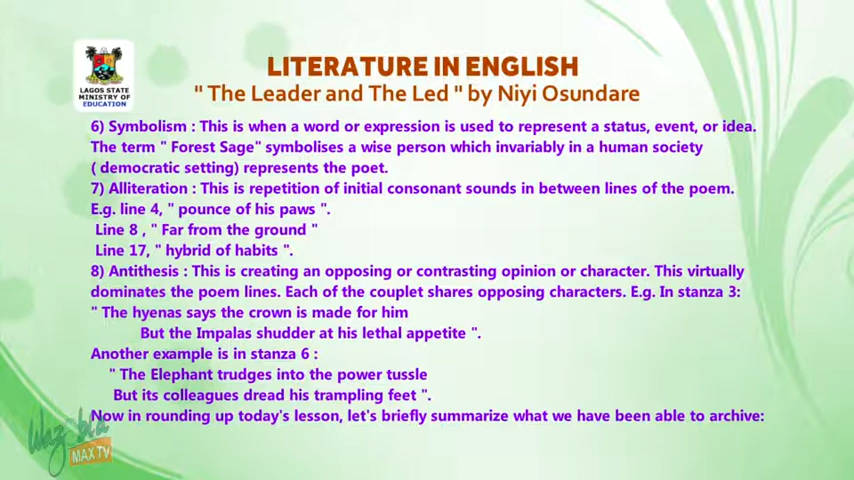 LAGOS STATE
MINISTRY OF
EDUCATION
LITERATURE IN ENGLISH
" The Leader and The Led " by Niyi Osundare
6) Symbolism : This is when a word or expression is used to represent a status, event, or idea.
The term " Forest Sage" symbolises a wise person which invariably in a human society
( democratic setting) represents the poet.
7) Alliteration : This is repetition of initial consonant sounds in between lines of the poem.
E.g. line 4, " pounce of his paws ".
Line 8 , " Far from the ground "
Line 17, " hybrid of habits ".
8) Antithesis : This is creating an opposing or contrasting opinion or character. This virtually
dominates the poem lines. Each of the couplet shares opposing characters. E.g. In stanza 3:
" The hyenas says the crown is made for him
But the Impalas shudder at his lethal appetite ".
Another example is in stanza 6 :
" The Elephant trudges into the power tussle
But its colleagues dread his trampling feet ".
Now in rounding up today's lesson, let's briefly summarize what we have been able to archive:
Wazobia
MAX TV